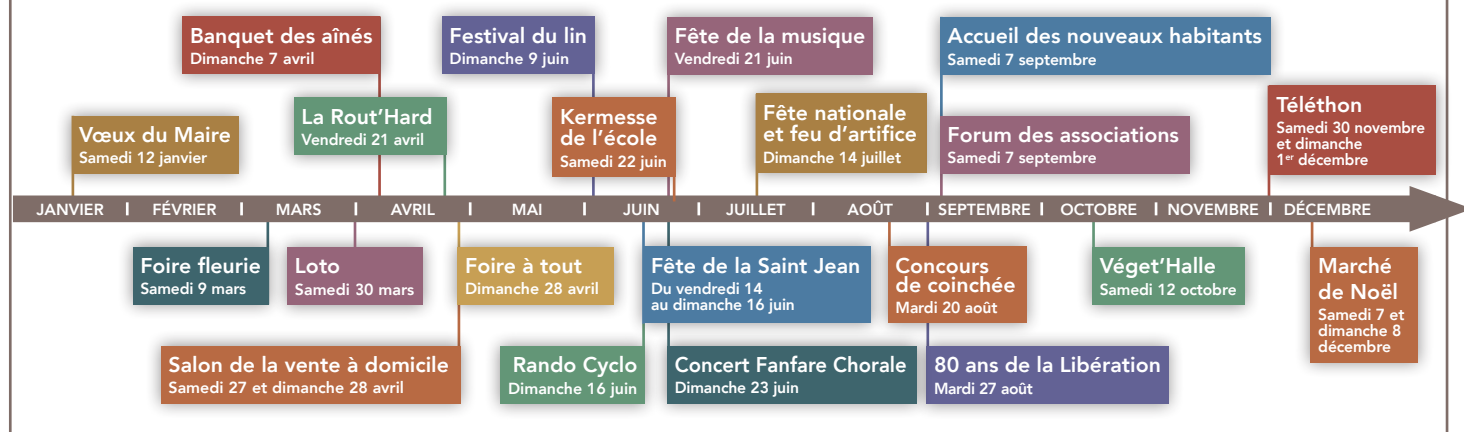 Banquet des aînés
Dimanche 7 avril
Festival du lin
Dimanche 9 juin
Fête de la musique
Vendredi 21 juin
Accueil des nouveaux habitants
Samedi 7 septembre
Vœux du Maire
Samedi 12 janvier
La Rout'Hard
Vendredi 21 avril
Kermesse
de l'école
Samedi 22 juin
Fête nationale
et feu d'artifice
Dimanche 14 juillet
Forum des associations
Samedi 7 septembre
Téléthon
Samedi 30 novembre
et dimanche
1er décembre
JANVIER I FÉVRIER I MARS I AVRIL I MAI I JUIN I JUILLET I AOÛT I SEPTEMBRE I OCTOBRE I NOVEMBRE I DÉCEMBRE
Foire fleurie
Samedi 9 mars
Loto
Samedi 30 mars
Foire à tout
Dimanche 28 avril
Fête de la Saint Jean
Du vendredi 14
au dimanche 16 juin
Concours
de coinchée
Mardi 20 août
Véget'Halle
Samedi 12 octobre
Marché
de Noël
Samedi 7 et
dimanche 8
décembre
Salon de la vente à domicile
Samedi 27 et dimanche 28 avril
Rando Cyclo
Dimanche 16 juin
Concert Fanfare Chorale
Dimanche 23 juin
80 ans de la Libération
Mardi 27 août